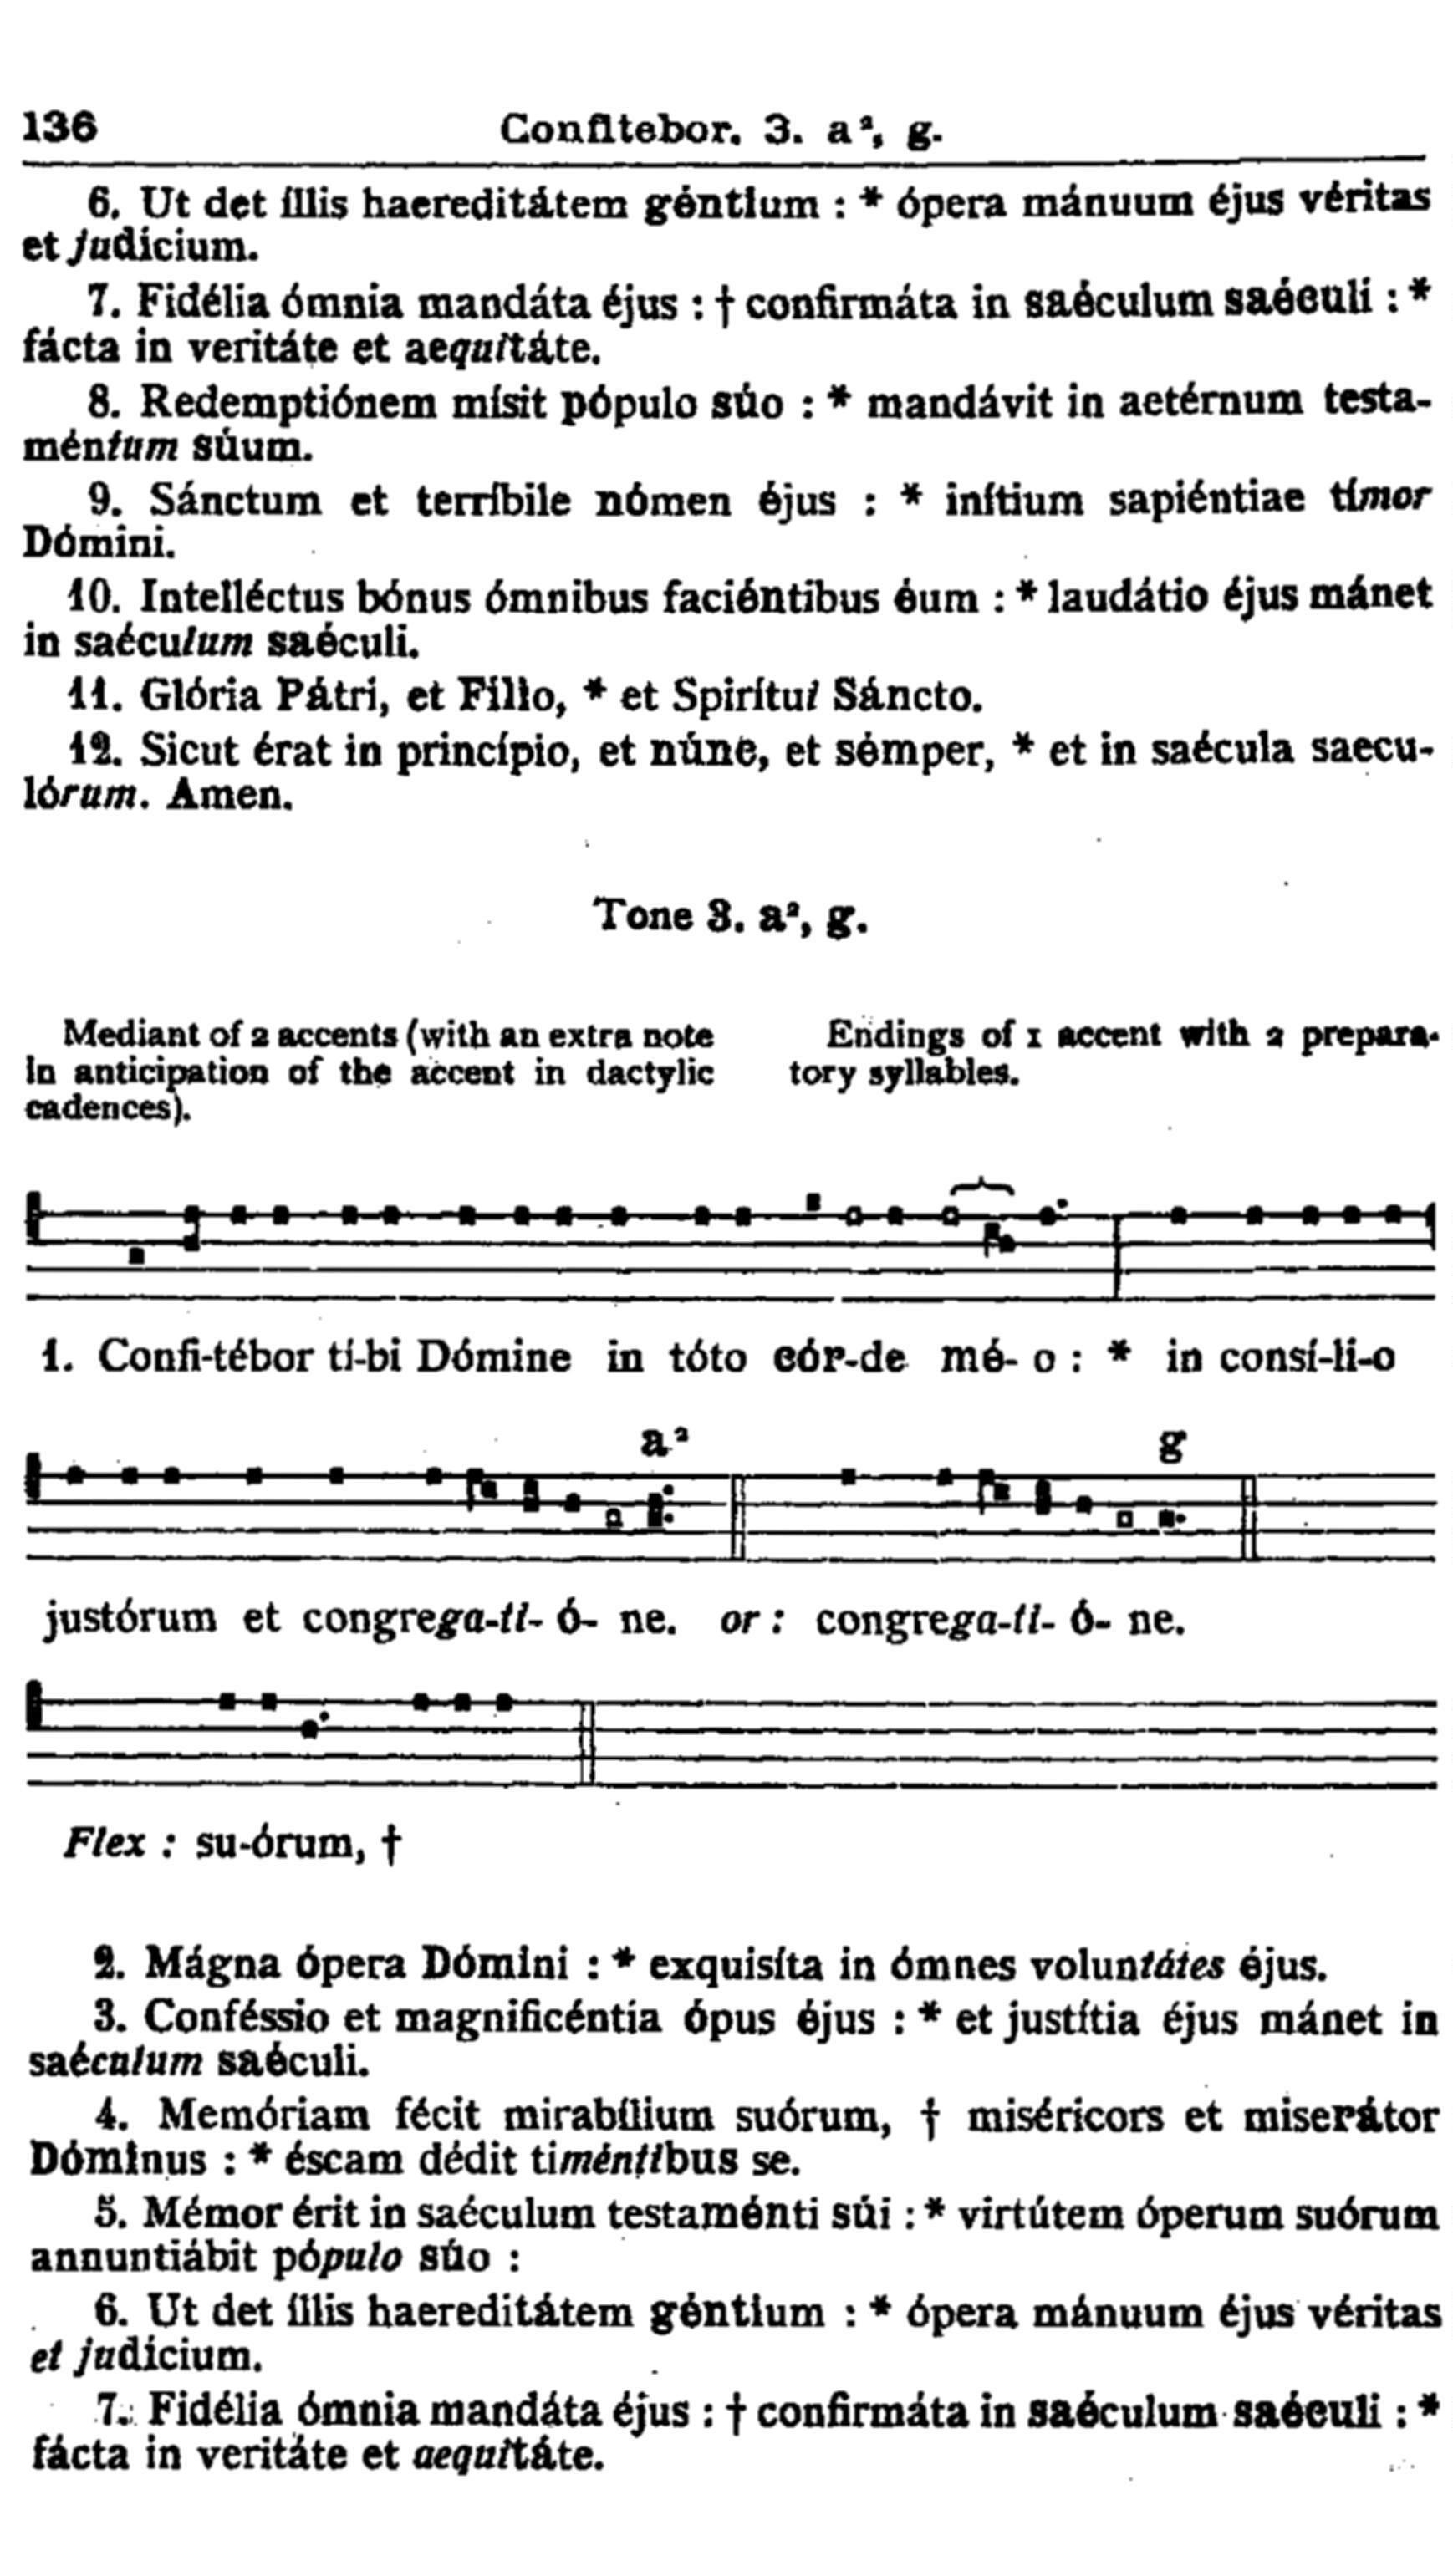 136
Confitebor. 3. a², g.
6. Ut det íllis haereditátem géntium : * ópera mánuum éjus véritas
et judícium.
7. Fidélia ómnia mandáta éjus : † confirmáta in saéculum saéculi : *
fácta in veritáte et aequitáte.
8. Redemptiónem mísit pópulo súo : * mandávit in aetérnum testa-
méntum súum.
9. Sánctum et terríbile nómen éjus : * inítium sapiéntiae tímor
Dómini.
10. Intelléctus bónus ómnibus faciéntibus éum : * laudátio éjus mánet
in saéculum saéculi.
11. Glória Pátri, et Fílio, * et Spirítui Sáncto.
12. Sicut érat in princípio, et núnc, et sémper, * et in saécula saecu-
lórum. Amen.
Tone 3. a², g.
Mediant of 2 accents (with an extra note
in anticipation of the accent in dactylic
cadences).
Endings of 1 accent with 2 prepara-
tory syllables.
1. Confi-tébor tí-bi Dómine in tóto cór-de mé- o : * in consí-li-o
a² g
justórum et congrega-ti- ó- ne. or : congrega-ti- ó- ne.
Flex : su-órum, †
2. Mágna ópera Dómini : * exquisíta in ómnes voluntátes éjus.
3. Conféssio et magnificéntia ópus éjus : * et justítia éjus mánet in
saéculum saéculi.
4. Memóriam fécit mirabílium suórum, † miséricors et miserátor
Dóminus : * éscam dédit timéntibus se.
5. Mémor érit in saéculum testaménti súi : * virtútem óperum suórum
annuntiábit pópulo súo :
6. Ut det íllis haereditátem géntium : * ópera mánuum éjus véritas
et judícium.
7. Fidélia ómnia mandáta éjus : † confirmáta in saéculum saéculi : *
fácta in veritáte et aequitáte.